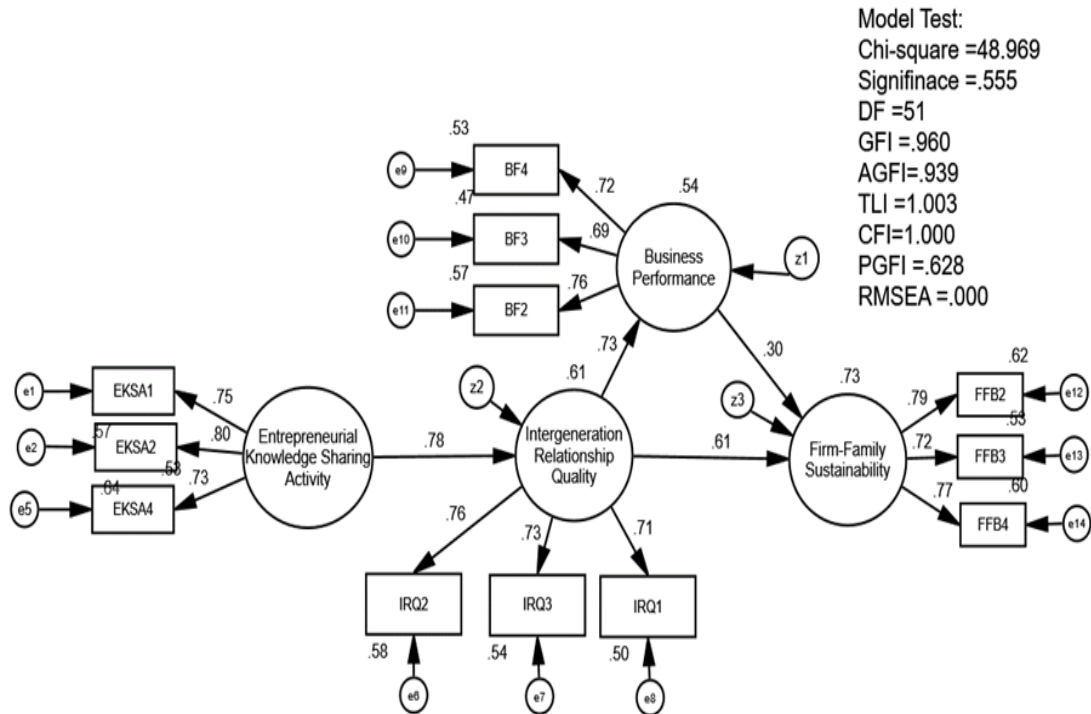 Model Test:
Chi-square =48.969
Signifinace =.555
DF =51
GFI =.960
AGFI=.939
TLI =1.003
CFI=1.000
PGFI =.628
RMSEA =.000
.53
e9
BF4
.72
.54
.47
e10
BF3
.69
Business
Performance
z1
.57
e11
BF2
.76
.73
.30
.62
z2
.61
z3
.73
e1
EKSA1
.75
.79
FFB2
e12
.57
e2
EKSA2
.80
Entrepreneurial
Knowledge Sharing
Activity
.78
Intergeneration
Relationship
Quality
.61
Firm-Family
Sustainability
.72
FFB3
.53
e13
.53
.64
e5
EKSA4
.73
.77
FFB4
.60
e14
.76
.73
.71
IRQ2
IRQ3
IRQ1
.58
.54
.50
e6
e7
e8